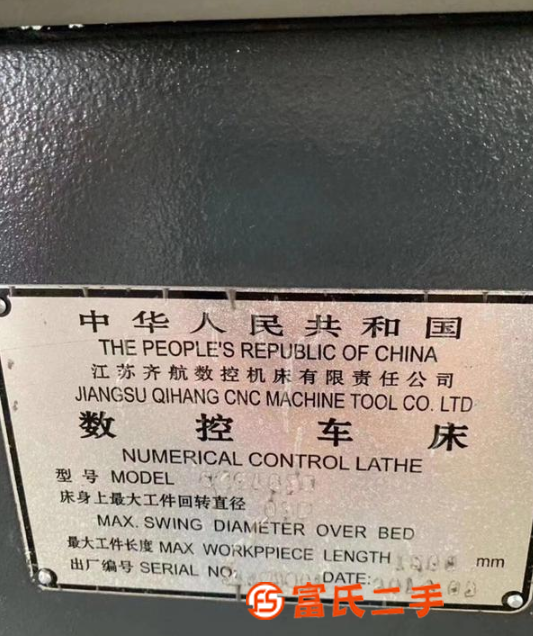 中华人民共和国
THE PEOPLE'S REPUBLIC OF CHINA
江苏齐航数控机床有限责任公司
JIANGSU QIHANG CNC MACHINE TOOL CO. LTD
数控车床
NUMERICAL CONTROL LATHE
型号 MODEL
床身上最大工件回转直径
MAX. SWING DIAMETER OVER BED
最大工件长度 MAX WORKPPIECE LENGTH 1000 mm
出厂编号 SERIAL NO. DATE:
富氏二手